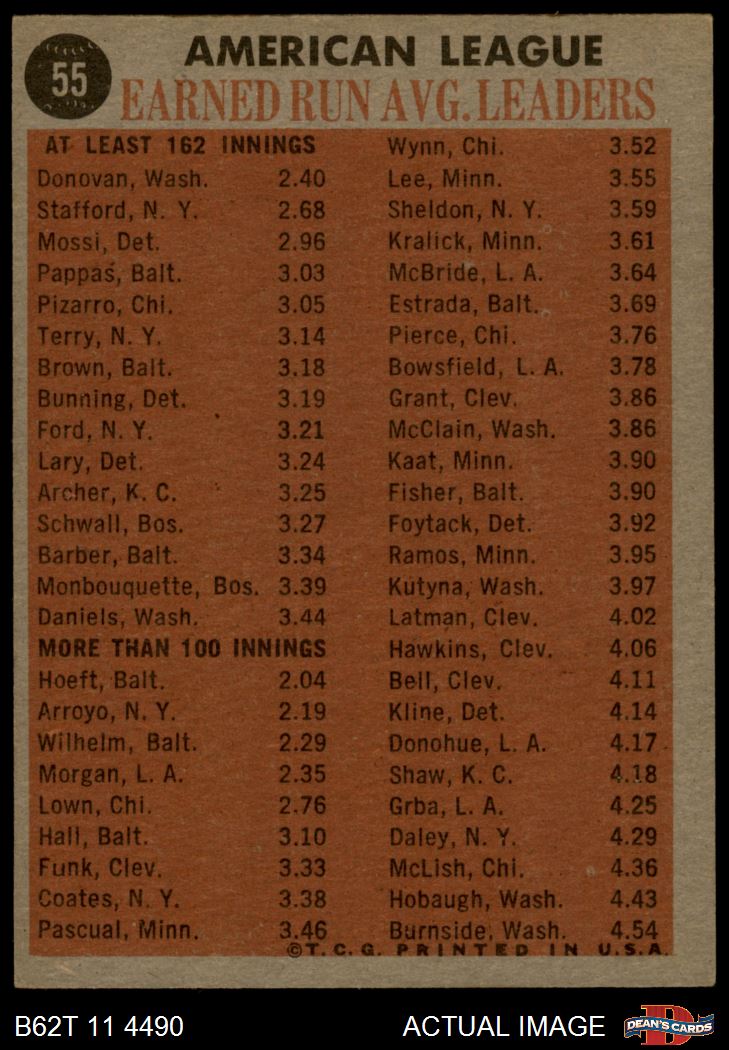 55
AMERICAN LEAGUE
EARNED RUN AVG. LEADERS
AT LEAST 162 INNINGS
Donovan, Wash. 2.40
Stafford, N. Y. 2.68
Mossi, Det. 2.96
Pappas, Balt. 3.03
Pizarro, Chi. 3.05
Terry, N. Y. 3.14
Brown, Balt. 3.18
Bunning, Det. 3.19
Ford, N. Y. 3.21
Lary, Det. 3.24
Archer, K. C. 3.25
Schwall, Bos. 3.27
Barber, Balt. 3.34
Monbouquette, Bos. 3.39
Daniels, Wash. 3.44
MORE THAN 100 INNINGS
Hoeft, Balt. 2.04
Arroyo, N. Y. 2.19
Wilhelm, Balt. 2.29
Morgan, L. A. 2.35
Lown, Chi. 2.76
Hall, Balt. 3.10
Funk, Clev. 3.33
Coates, N. Y. 3.38
Pascual, Minn. 3.46
Wynn, Chi. 3.52
Lee, Minn. 3.55
Sheldon, N. Y. 3.59
Kralick, Minn. 3.61
McBride, L. A. 3.64
Estrada, Balt. 3.69
Pierce, Chi. 3.76
Bowsfield, L. A. 3.78
Grant, Clev. 3.86
McClain, Wash. 3.86
Kaat, Minn. 3.90
Fisher, Balt. 3.90
Foytack, Det. 3.92
Ramos, Minn. 3.95
Kutyna, Wash. 3.97
Latman, Clev. 4.02
Hawkins, Clev. 4.06
Bell, Clev. 4.11
Kline, Det. 4.14
Donohue, L. A. 4.17
Shaw, K. C. 4.18
Grba, L. A. 4.25
Daley, N. Y. 4.29
McLish, Chi. 4.36
Hobaugh, Wash. 4.43
Burnside, Wash. 4.54
©T. C. G. PRINTED IN U.S.A.
B62T 11 4490
ACTUAL IMAGE
D
DEAN'S CARDS